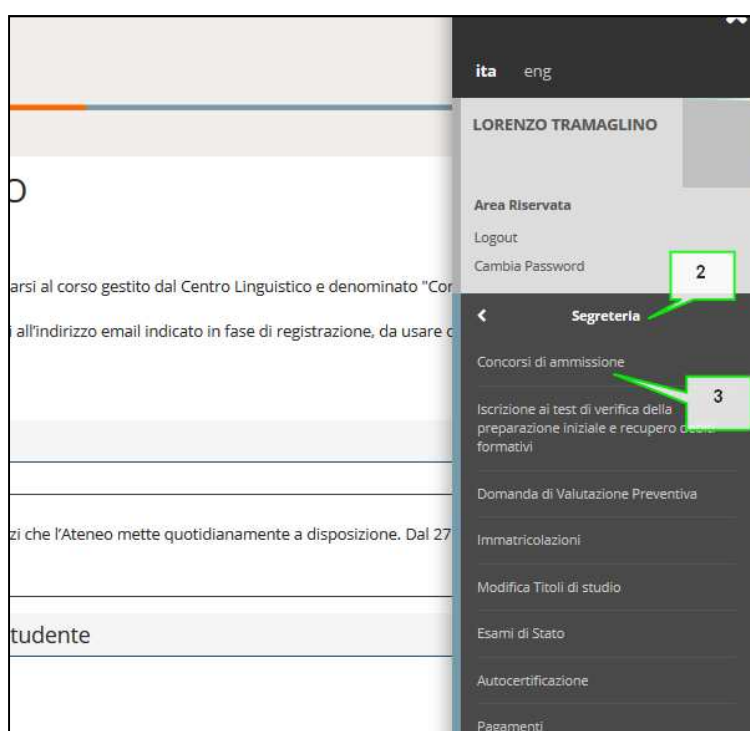 ita eng
LORENZO TRAMAGLINO
O
Area Riservata
Logout
Cambia Password
2
arsi al corso gestito dal Centro Linguistico e denominato "Cor
i all'indirizzo email indicato in fase di registrazione, da usare c
Segreteria
Concorsi di ammissione
3
Iscrizione ai test di verifica della
preparazione iniziale e recupero
formativi
Domanda di Valutazione Preventiva
zi che l'Ateneo mette quotidianamente a disposizione. Dal 27
Immatricolazioni
Modifica Titoli di studio
tudente
Esami di Stato
Autocertificazione
Pagamenti